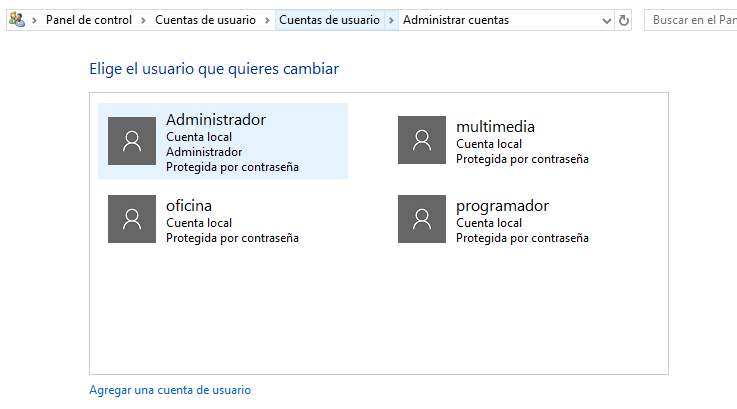 Panel de control > Cuentas de usuario > Cuentas de usuario > Administrar cuentas
Buscar en el Pan
Elige el usuario que quieres cambiar
Administrador
Cuenta local
Administrador
Protegida por contraseña
multimedia
Cuenta local
Protegida por contraseña
oficina
Cuenta local
Protegida por contraseña
programador
Cuenta local
Protegida por contraseña
Agregar una cuenta de usuario